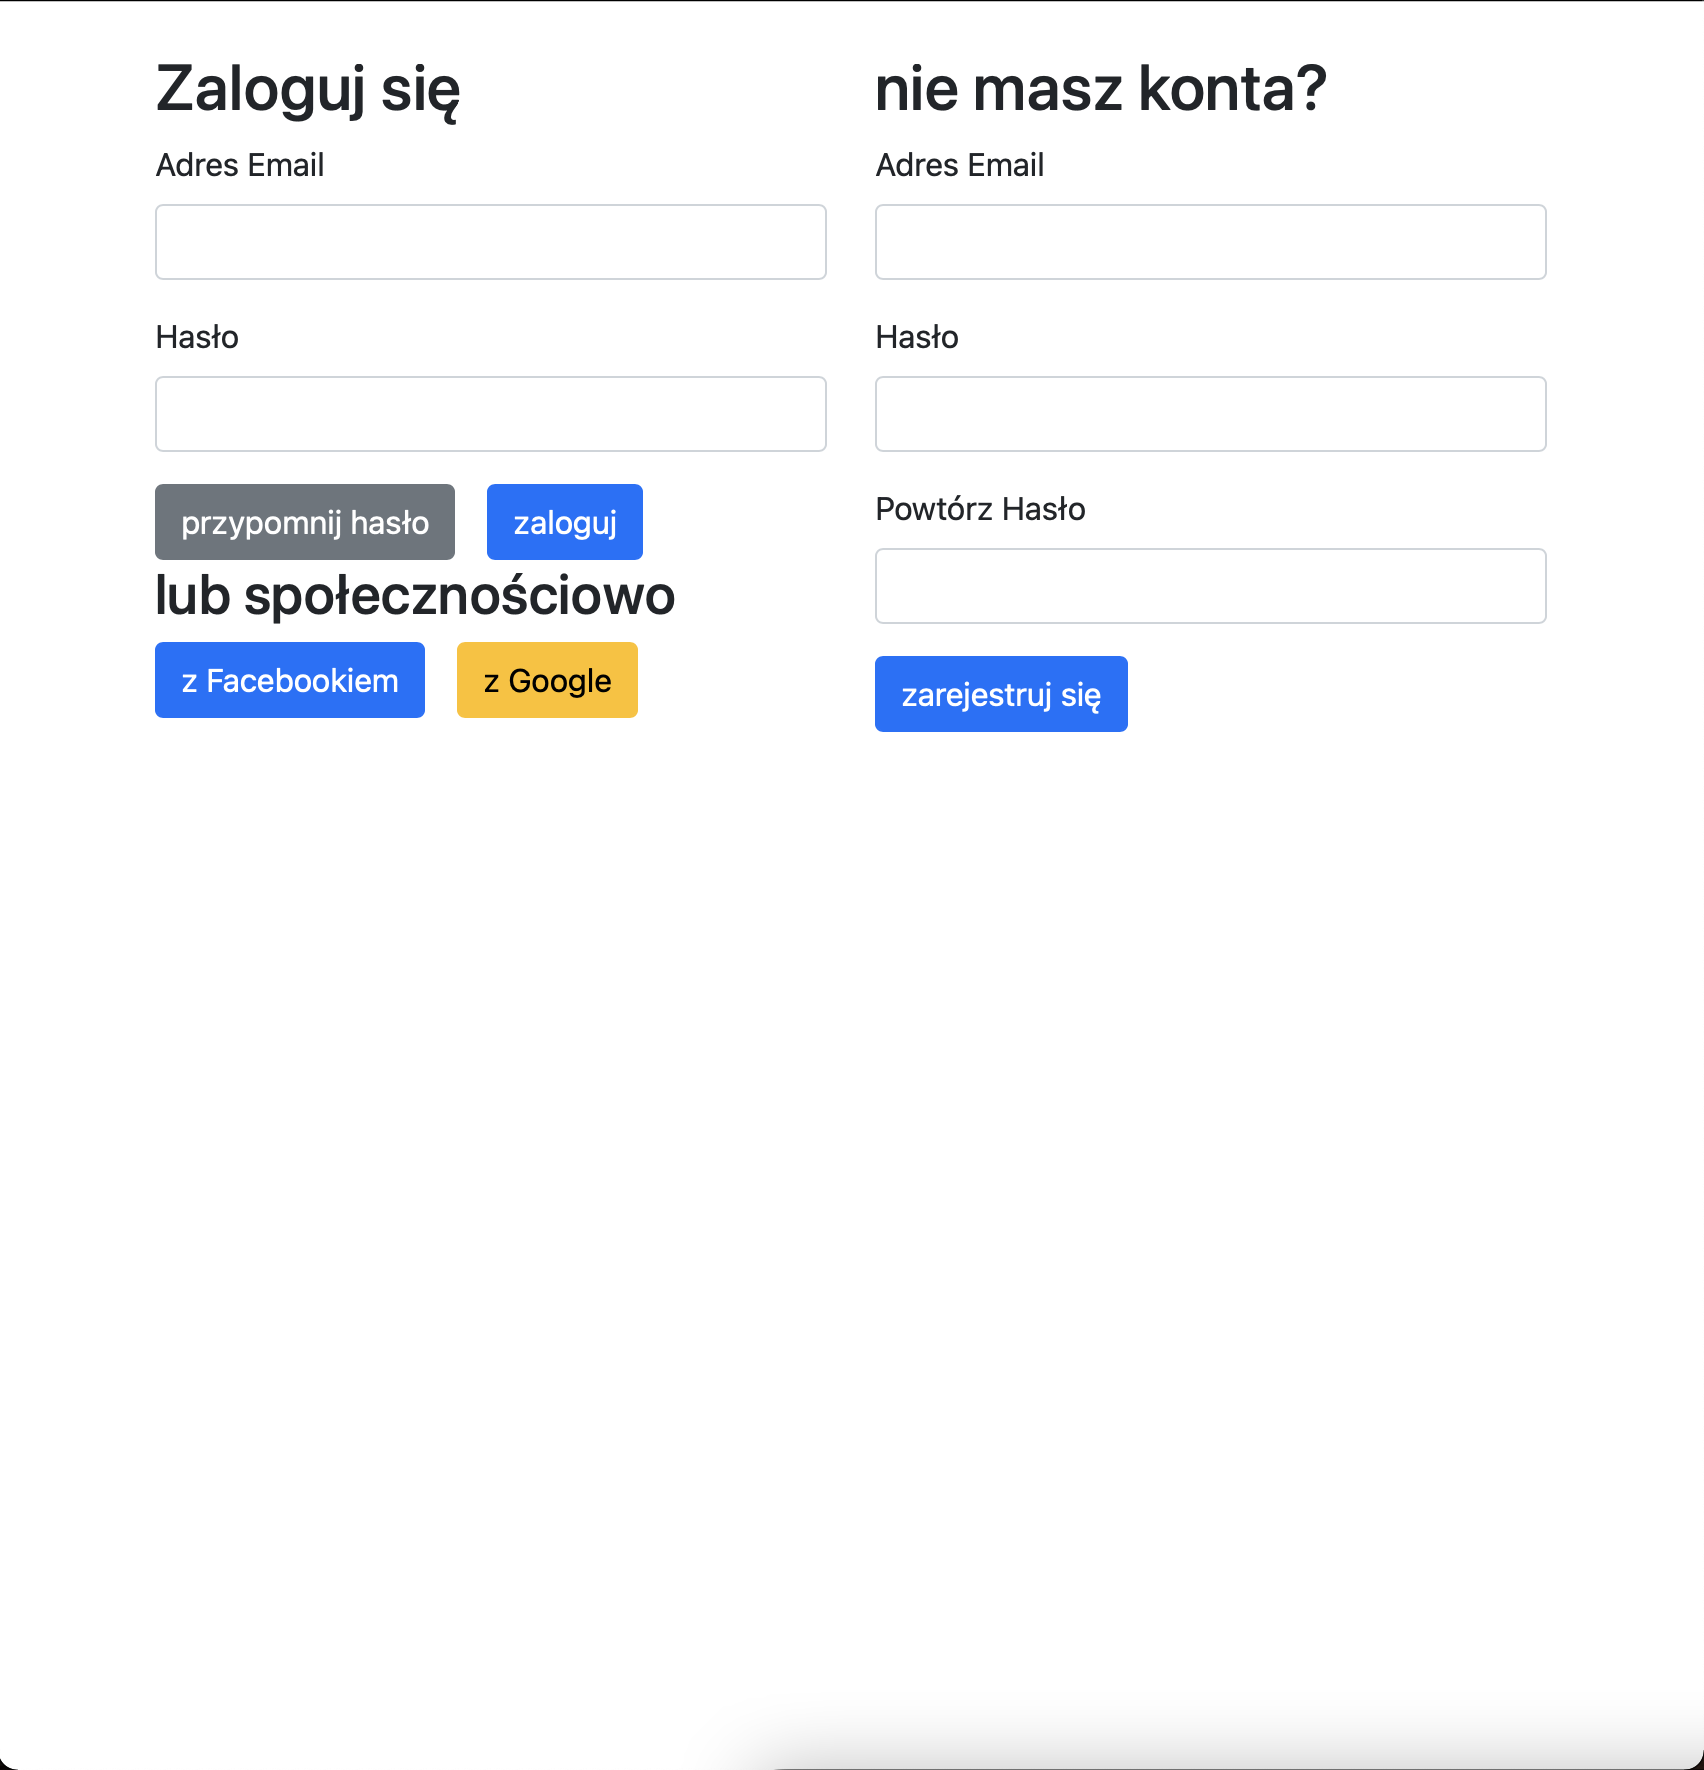 Zaloguj się
Adres Email
Hasło
przypomnij hasło
zaloguj
lub społecznościowo
z Facebookiem
z Google
nie masz konta?
Adres Email
Hasło
Powtórz Hasło
zarejestruj się